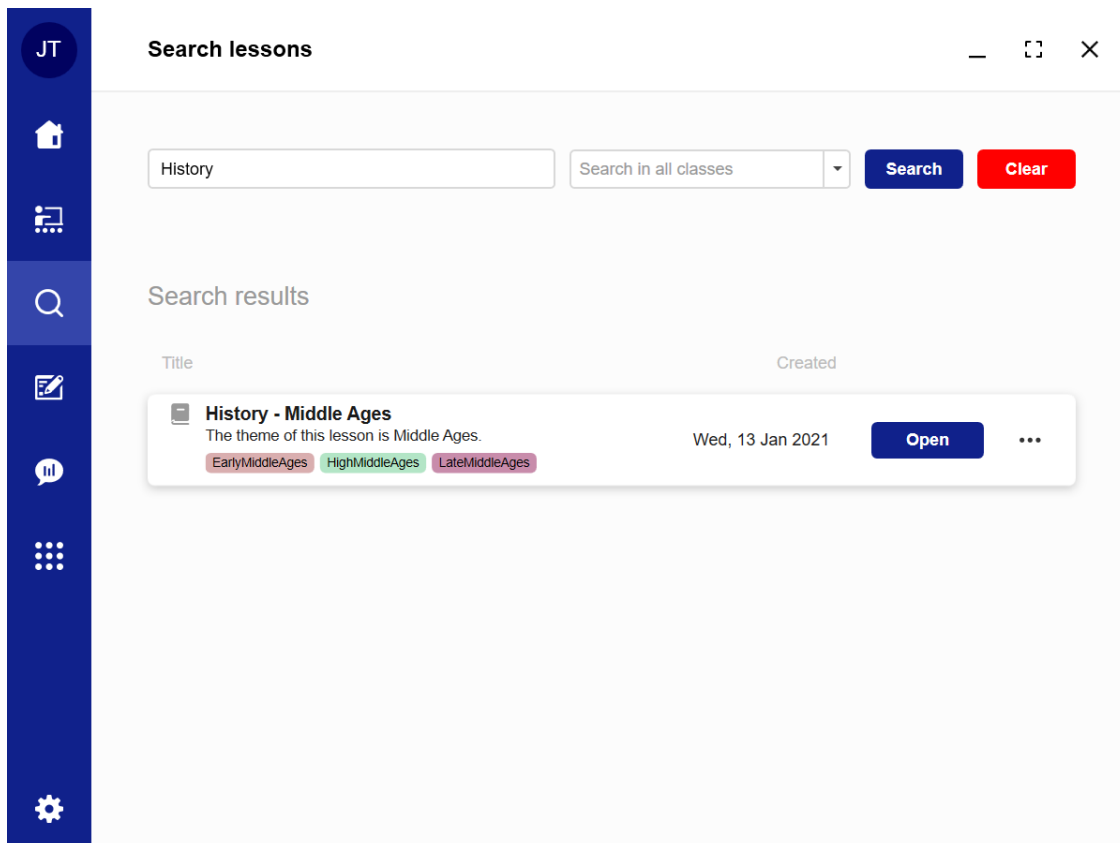 JT
Search lessons
History
Search in all classes
Search
Clear
Search results
Title
Created
History - Middle Ages
The theme of this lesson is Middle Ages.
EarlyMiddleAges HighMiddleAges LateMiddleAges
Wed, 13 Jan 2021
Open